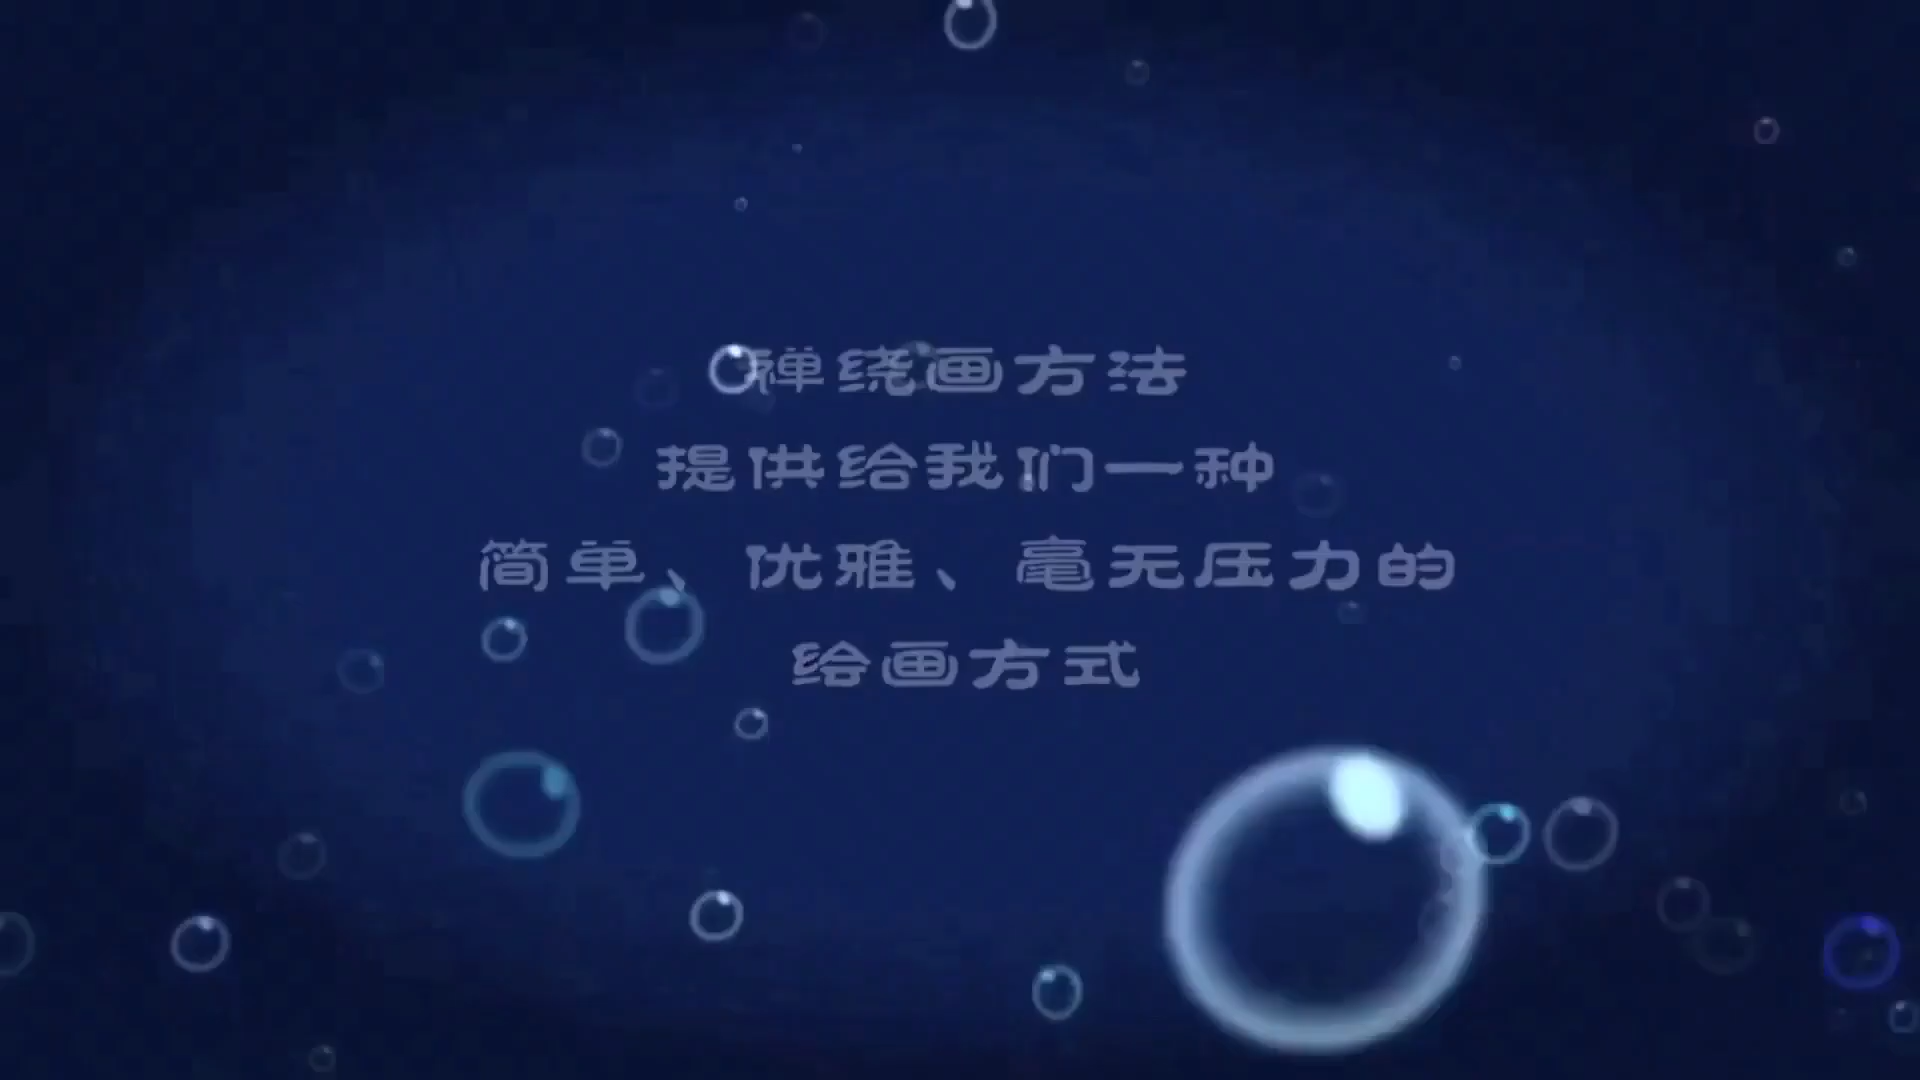 禅绕画方法
提供给我们一种
简单、优雅、毫无压力的
绘画方式